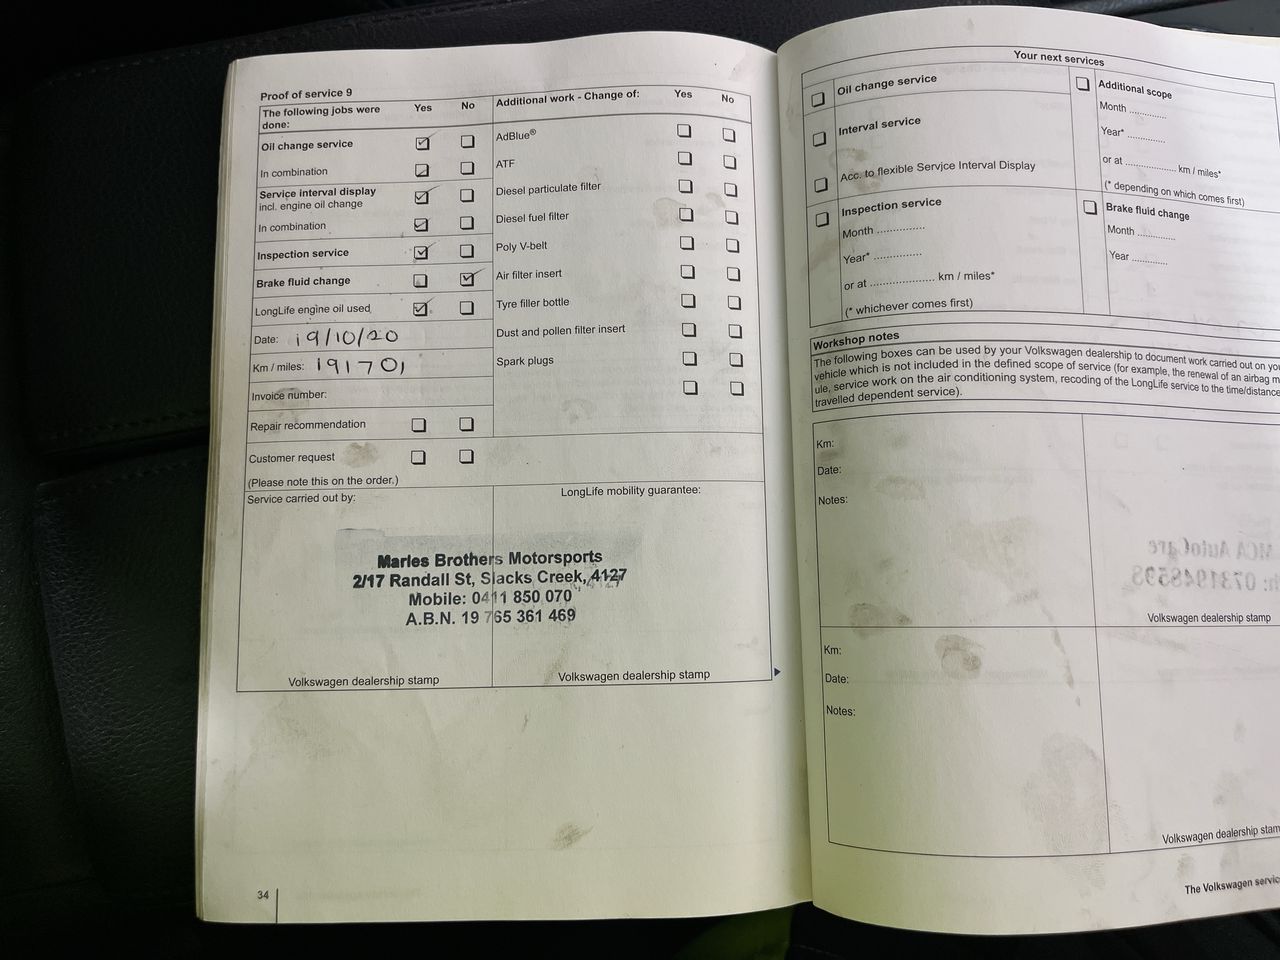 Proof of service 9
The following jobs were done: Yes No
Oil change service
In combination
Service interval display
incl. engine oil change
In combination
Inspection service
Brake fluid change
LongLife engine oil used
Date: 19/10/20
Km / miles: 191701
Invoice number:
Repair recommendation
Customer request
(Please note this on the order.)
Additional work - Change of: Yes No
AdBlue®
ATF
Diesel particulate filter
Diesel fuel filter
Poly V-belt
Air filter insert
Tyre filler bottle
Dust and pollen filter insert
Spark plugs
Service carried out by:
LongLife mobility guarantee:
Marles Brothers Motorsports
2/17 Randall St, Slacks Creek, 4127
Mobile: 0411 850 070
A.B.N. 19 765 361 469
Volkswagen dealership stamp
Volkswagen dealership stamp
34
Your next services
Oil change service
Interval service
Acc. to flexible Service Interval Display
Inspection service
Month ..............
Year* ..............
or at .................... km / miles*
(* whichever comes first)
Additional scope
Month ............
Year* ............
or at ................ km / miles*
(* depending on which comes first)
Brake fluid change
Month ............
Year ............
Workshop notes
The following boxes can be used by your Volkswagen dealership to document work carried out on
vehicle which is not included in the defined scope of service (for example, the renewal of an airbag
ule, service work on the air conditioning system, recoding of the LongLife service to the time/distance
travelled dependent service).
Km:
Date:
Notes:
Volkswagen dealership stamp
Km:
Date:
Notes:
Volkswagen dealership
The Volkswagen